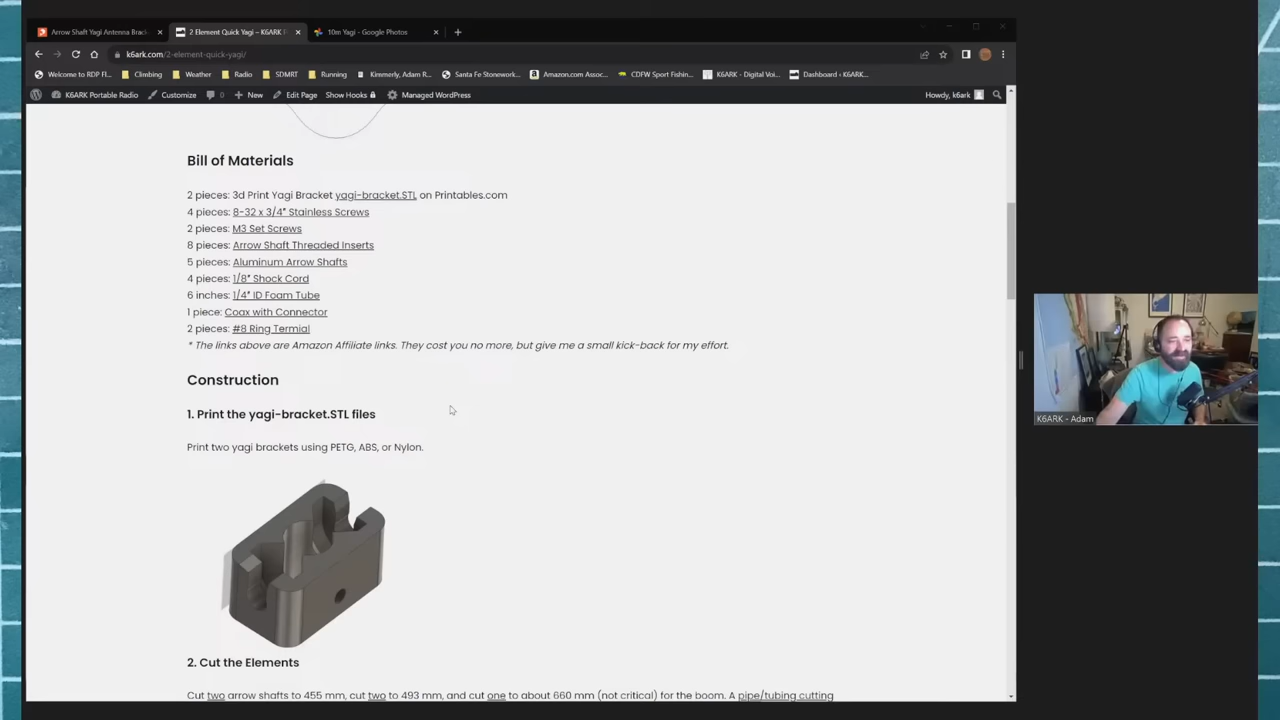 Arrow Shaft Yagi Antenna Brack
2 Element Quick Yagi – K6ARK P
10m Yagi - Google Photos
k6ark.com/2-element-quick-yagi/
Welcome to RDP Fl...
Climbing
Weather
Radio
SDMRT
Running
Kimmerly, Adam R...
Santa Fe Stonework...
Amazon.com Assoc...
CDFW Sport Fishin...
K6ARK - Digital Voi...
Dashboard ‹ K6ARK...
K6ARK Portable Radio
Customize
0
New
Edit Page
Show Hooks
Managed WordPress
Howdy, k6ark
Bill of Materials
2 pieces: 3d Print Yagi Bracket yagi-bracket.STL on Printables.com
4 pieces: 8-32 x 3/4" Stainless Screws
2 pieces: M3 Set Screws
8 pieces: Arrow Shaft Threaded Inserts
5 pieces: Aluminum Arrow Shafts
4 pieces: 1/8" Shock Cord
6 inches: 1/4" ID Foam Tube
1 piece: Coax with Connector
2 pieces: #8 Ring Termial
* The links above are Amazon Affiliate links. They cost you no more, but give me a small kick-back for my effort.
Construction
1. Print the yagi-bracket.STL files
Print two yagi brackets using PETG, ABS, or Nylon.
2. Cut the Elements
Cut two arrow shafts to 455 mm, cut two to 493 mm, and cut one to about 660 mm (not critical) for the boom. A pipe/tubing cutting
K6ARK - Adam